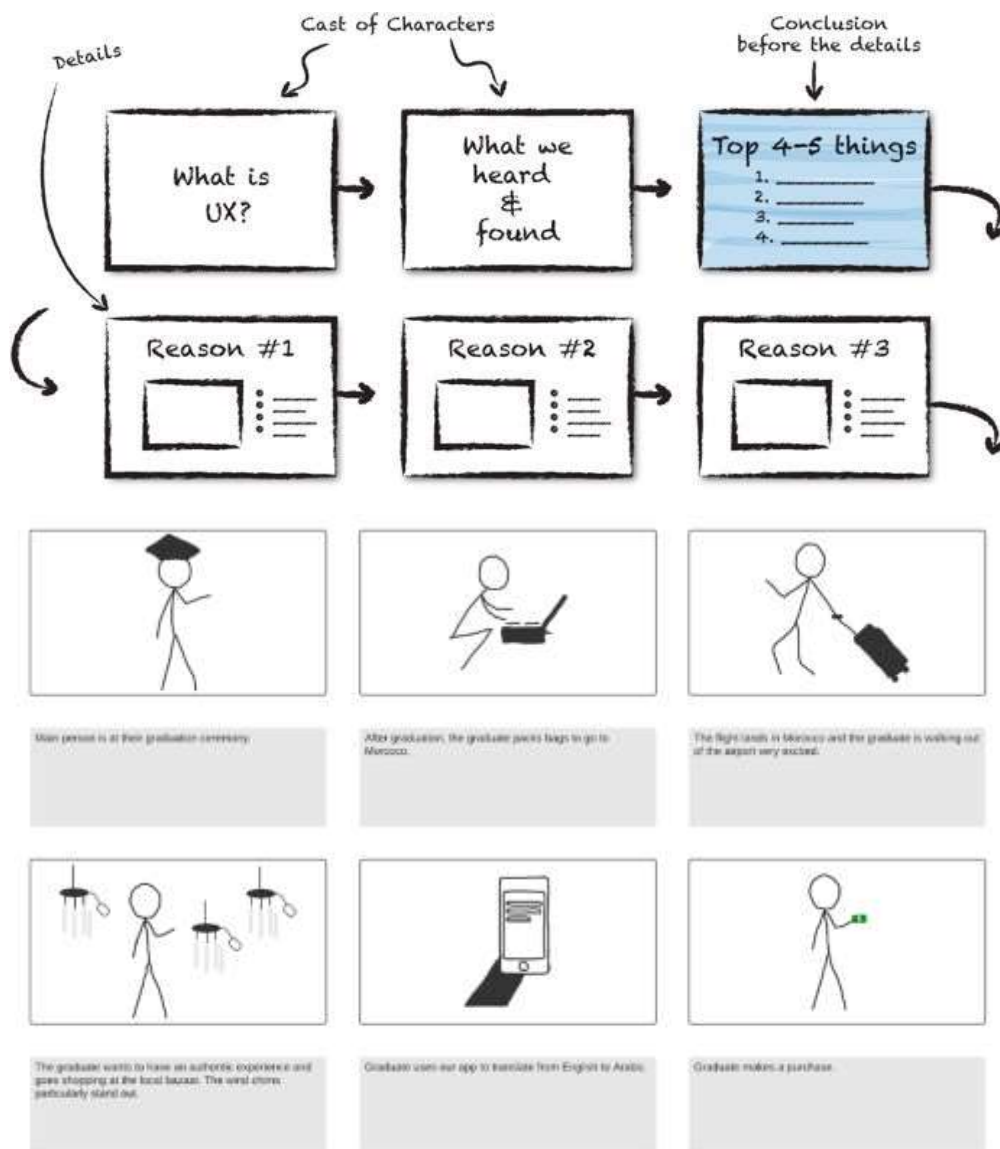 Cast of Characters
Conclusion
before the details
Details
What is
UX?
What we
heard
&
found
Top 4-5 things
1.
2.
3.
4.
Reason #1
Reason #2
Reason #3
Main person is at their graduation ceremony.
After graduation, the graduate packs bags to go to
Morocco.
The flight lands in Morocco and the graduate is walking out
of the airport very excited.
The graduate wants to have an authentic experience and
goes shopping at the local bazaar. The wind chims
particularly stand out.
Graduate uses our app to translate from English to Arabic.
Graduate makes a purchase.